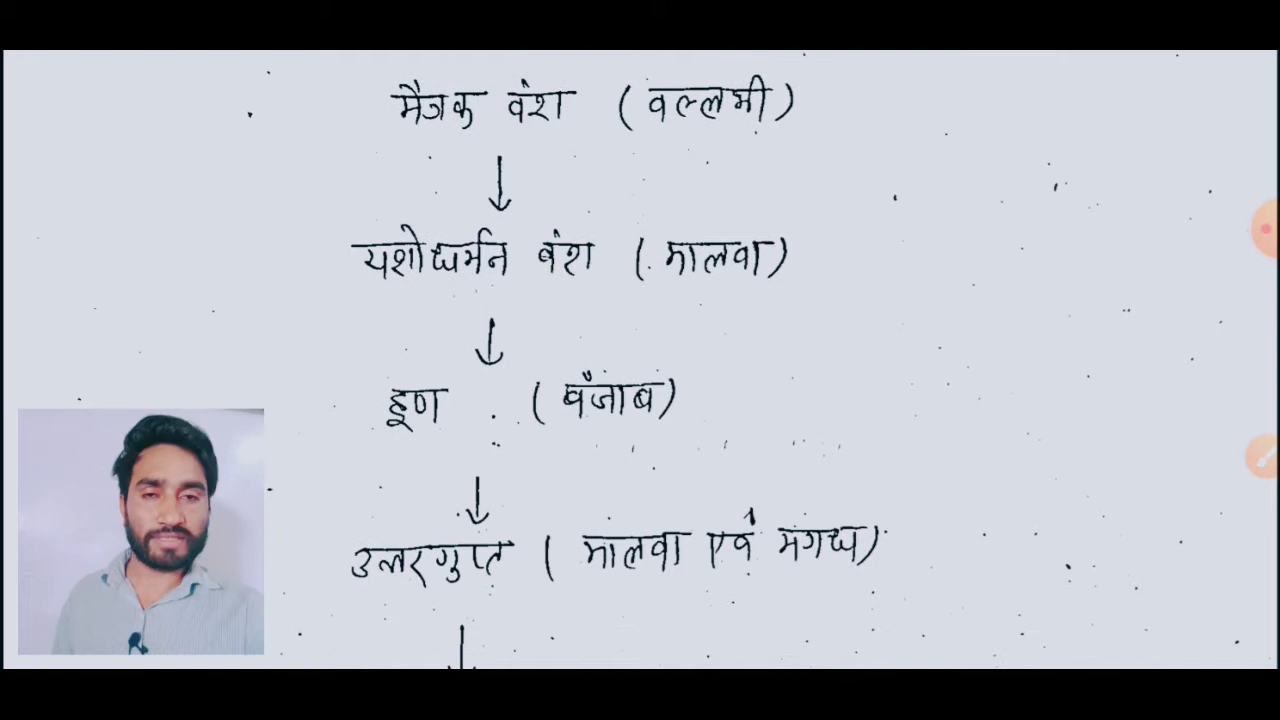 मैत्रक वंश (वल्लभी)
↓
यशोधर्मन वंश (मालवा)
↓
हूण (पंजाब)
↓
उत्तरगुप्त (मालवा एवं मगध)
↓